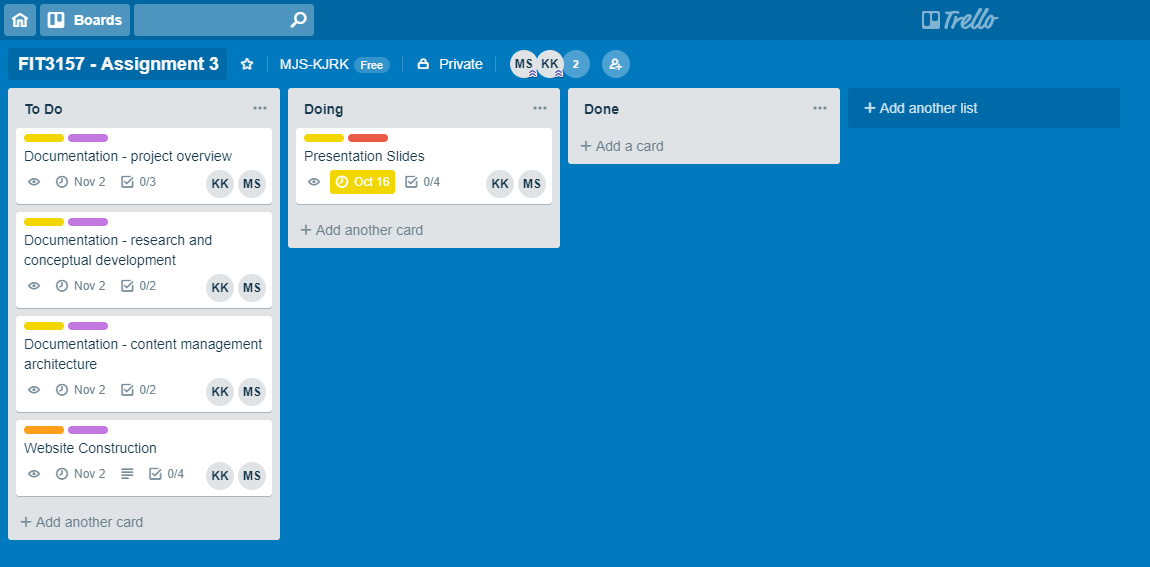 Boards
Trello
FIT3157 - Assignment 3
MJS-KJRK Free
Private
MS KK 2
To Do
Documentation - project overview
Nov 2 0/3 KK MS
Documentation - research and
conceptual development
Nov 2 0/2 KK MS
Documentation - content management
architecture
Nov 2 0/2 KK MS
Website Construction
Nov 2 0/4 KK MS
+ Add another card
Doing
Presentation Slides
Oct 16 0/4 KK MS
+ Add another card
Done
+ Add a card
+ Add another list